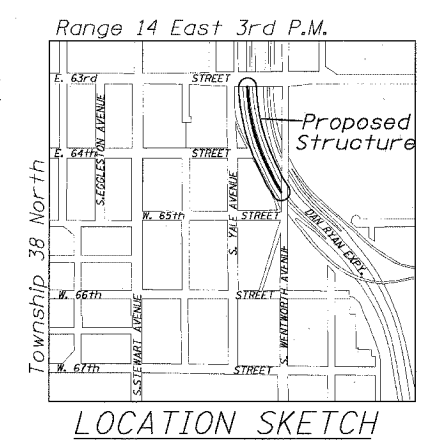 Range 14 East 3rd P.M.
E. 63rd STREET
Proposed
Structure
E. 64th STREET
S.EGGLESTON AVENUE
S. YALE AVENUE
W. 65th STREET
DAN RYAN EXPY.
Township 38 North
S. WENTWORTH AVENUE
W. 66th STREET
S.STEWART AVENUE
W. 67th STREET
LOCATION SKETCH